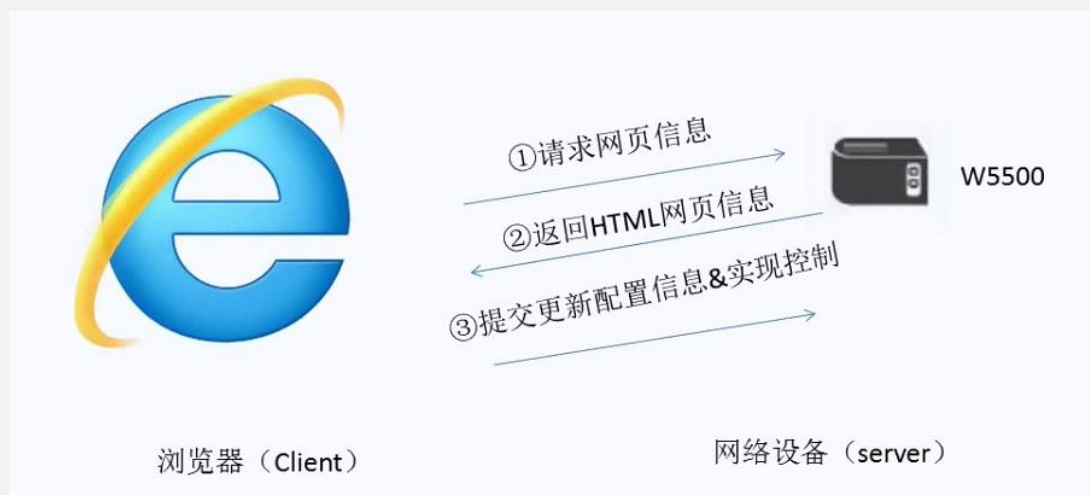 ①请求网页信息
W5500
②返回HTML网页信息
③提交更新配置信息&实现控制
浏览器（Client）
网络设备（server）